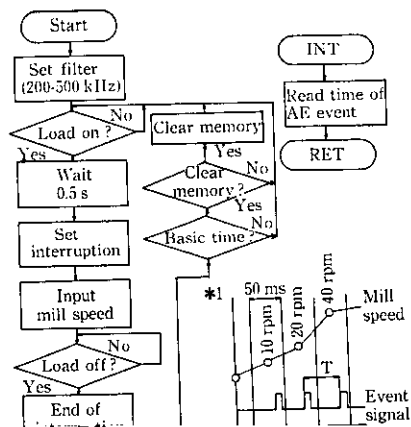 Start
Set filter
(200-500 kHz)
No
Load on ?
Yes
Wait
0.5 s
Set
interruption
Input
mill speed
No
Load off ?
Yes
End of
Clear memory
Yes
Clear
memory ?
No
Yes
Basic time ?
No
INT
Read time of
AE event
RET
*1
50 ms
10 rpm
20 rpm
40 rpm
Mill
speed
T
Event
signal